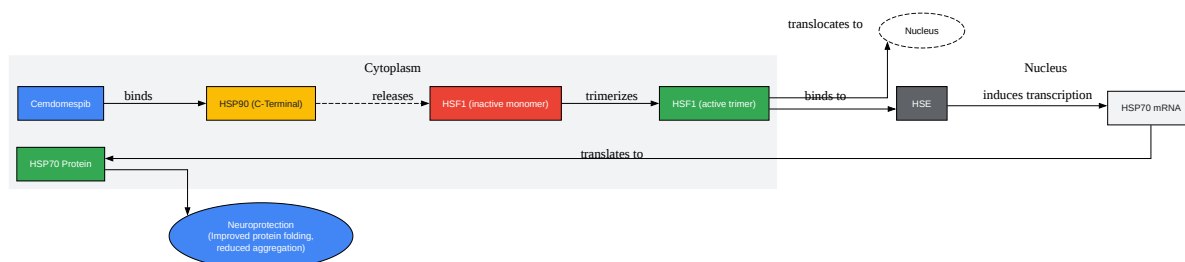 translocates to
Nucleus
Cytoplasm
Nucleus
Cemdomespib
binds
HSP90 (C-Terminal)
releases
HSF1 (inactive monomer)
trimerizes
HSF1 (active trimer)
binds to
HSE
induces transcription
HSP70 mRNA
HSP70 Protein
translates to
Neuroprotection
(Improved protein folding,
reduced aggregation)